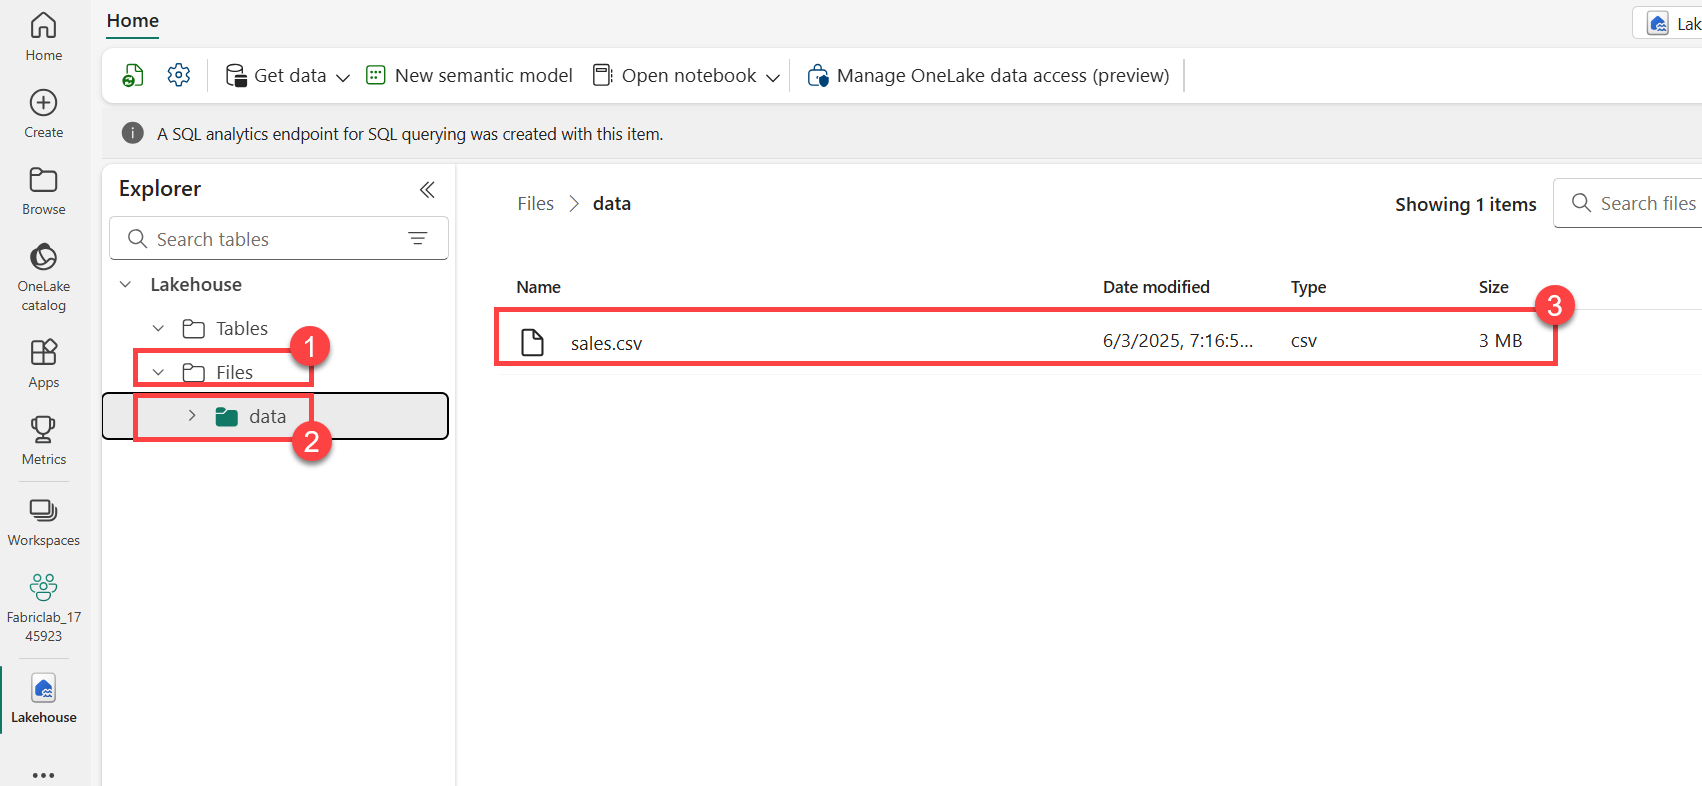 Home
Create
Browse
OneLake
catalog
Apps
Metrics
Workspaces
Fabriclab_17
45923
Lakehouse
Home
Lak
Get data
New semantic model
Open notebook
Manage OneLake data access (preview)
A SQL analytics endpoint for SQL querying was created with this item.
Explorer
Search tables
Lakehouse
Tables
1
Files
data
2
Files > data
Showing 1 items
Search files
Name Date modified Type Size
3
sales.csv 6/3/2025, 7:16:5... csv 3 MB